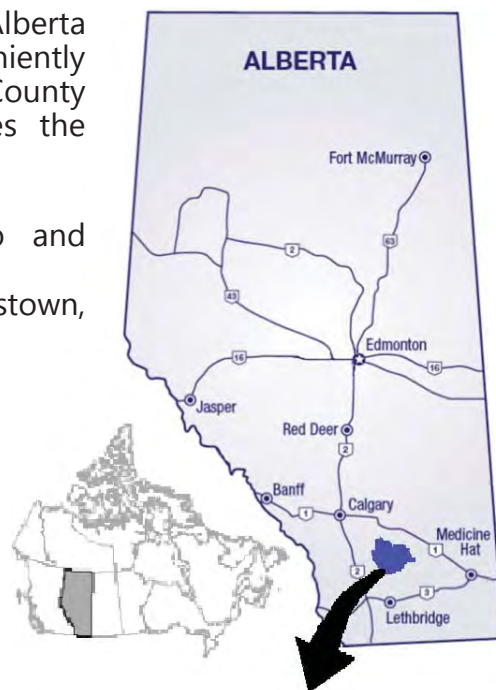 Alberta
niently
County
es the
o and
stown,
ALBERTA
Fort McMurray
63
2
43
Edmonton
16
16
Jasper
Red Deer
2
Banff
Calgary
1
Medicine
Hat
1
2
3
Lethbridge